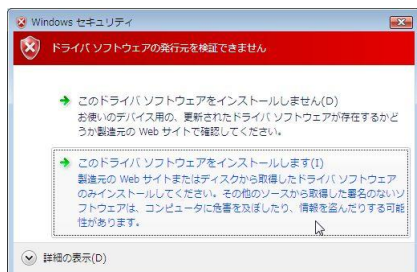 Windows セキュリティ
ドライバ ソフトウェアの発行元を検証できません
このドライバ ソフトウェアをインストールしません(D)
お使いのデバイス用の、更新されたドライバ ソフトウェアが存在するかど
うか製造元の Web サイトで確認してください。
このドライバ ソフトウェアをインストールします(I)
製造元の Web サイトまたはディスクから取得したドライバ ソフトウェア
のみインストールしてください。その他のソースから取得した署名のないソ
フトウェアは、コンピュータに危害を及ぼしたり、情報を盗んだりする可能
性があります。
詳細の表示(D)